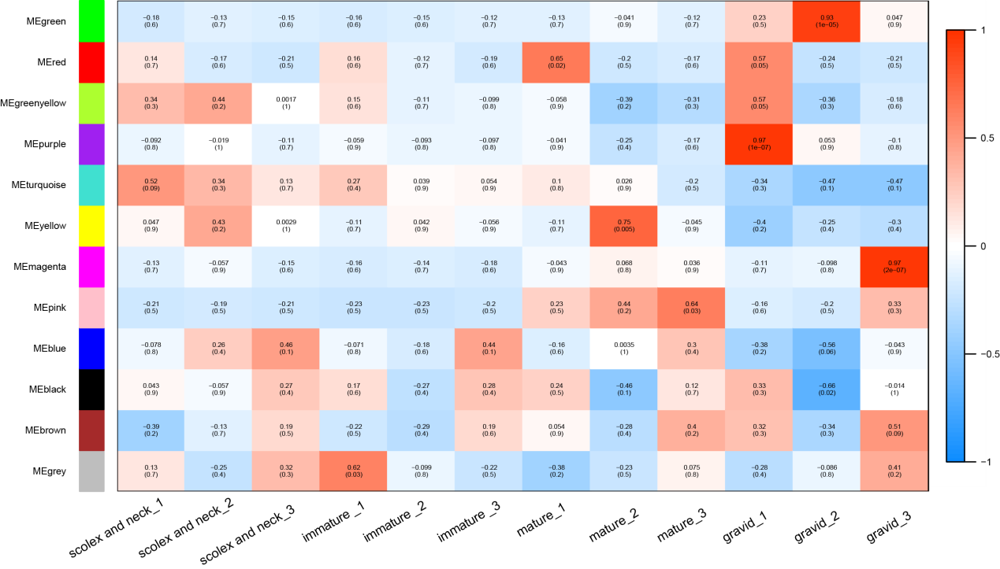 MEgreen −0.18 −0.13 −0.15 −0.16 −0.15 −0.12 −0.13 −0.041 −0.12 0.23 0.93 0.047
(0.6) (0.7) (0.6) (0.6) (0.6) (0.7) (0.7) (0.9) (0.7) (0.5) (1e−05) (0.9)
MEred 0.14 −0.17 −0.21 0.16 −0.12 −0.19 0.65 −0.2 −0.17 0.57 −0.24 −0.21
(0.7) (0.6) (0.5) (0.6) (0.7) (0.6) (0.02) (0.5) (0.6) (0.05) (0.5) (0.5)
MEgreenyellow 0.34 0.44 0.0017 0.15 −0.11 −0.099 −0.058 −0.39 −0.31 0.57 −0.36 −0.18
(0.3) (0.2) (1) (0.6) (0.7) (0.8) (0.9) (0.2) (0.3) (0.05) (0.3) (0.6)
MEpurple −0.092 −0.019 −0.11 −0.059 −0.093 −0.097 −0.041 −0.25 −0.17 0.97 0.053 −0.1
(0.8) (1) (0.7) (0.9) (0.8) (0.8) (0.9) (0.4) (0.6) (1e−07) (0.9) (0.8)
MEturquoise 0.52 0.34 0.13 0.27 0.039 0.054 0.1 0.026 −0.2 −0.34 −0.47 −0.47
(0.09) (0.3) (0.7) (0.4) (0.9) (0.9) (0.8) (0.9) (0.5) (0.3) (0.1) (0.1)
MEyellow 0.047 0.43 0.0029 −0.11 0.042 −0.056 −0.11 0.75 −0.045 −0.4 −0.25 −0.3
(0.9) (0.2) (1) (0.7) (0.9) (0.9) (0.7) (0.005) (0.9) (0.2) (0.4) (0.4)
MEmagenta −0.13 −0.057 −0.15 −0.16 −0.14 −0.18 −0.043 0.068 0.036 −0.11 −0.098 0.97
(0.7) (0.9) (0.6) (0.6) (0.7) (0.6) (0.9) (0.8) (0.9) (0.7) (0.8) (2e−07)
MEpink −0.21 −0.19 −0.21 −0.23 −0.23 −0.2 0.23 0.44 0.64 −0.16 −0.2 0.33
(0.5) (0.5) (0.5) (0.5) (0.5) (0.5) (0.5) (0.2) (0.03) (0.6) (0.5) (0.3)
MEblue −0.078 0.26 0.46 −0.071 −0.18 0.44 −0.16 0.0035 0.3 −0.38 −0.56 −0.043
(0.8) (0.4) (0.1) (0.8) (0.6) (0.1) (0.6) (1) (0.4) (0.2) (0.06) (0.9)
MEblack 0.043 −0.057 0.27 0.17 −0.27 0.28 0.24 −0.46 0.12 0.33 −0.66 −0.014
(0.9) (0.9) (0.4) (0.6) (0.4) (0.4) (0.5) (0.1) (0.7) (0.3) (0.02) (1)
MEbrown −0.39 −0.13 0.19 −0.22 −0.29 0.19 0.054 −0.28 0.4 0.32 −0.34 0.51
(0.2) (0.7) (0.5) (0.5) (0.4) (0.6) (0.9) (0.4) (0.2) (0.3) (0.3) (0.09)
MEgrey 0.13 −0.25 0.32 0.62 −0.099 −0.22 −0.38 −0.23 0.075 −0.28 −0.086 0.41
(0.7) (0.4) (0.3) (0.03) (0.8) (0.5) (0.2) (0.5) (0.8) (0.4) (0.8) (0.2)
scolex and neck_1 scolex and neck_2 scolex and neck_3 immature _1 immature _2 immature _3 mature_1 mature_2 mature_3 gravid_1 gravid_2 gravid_3
1
0.5
0
−0.5
−1